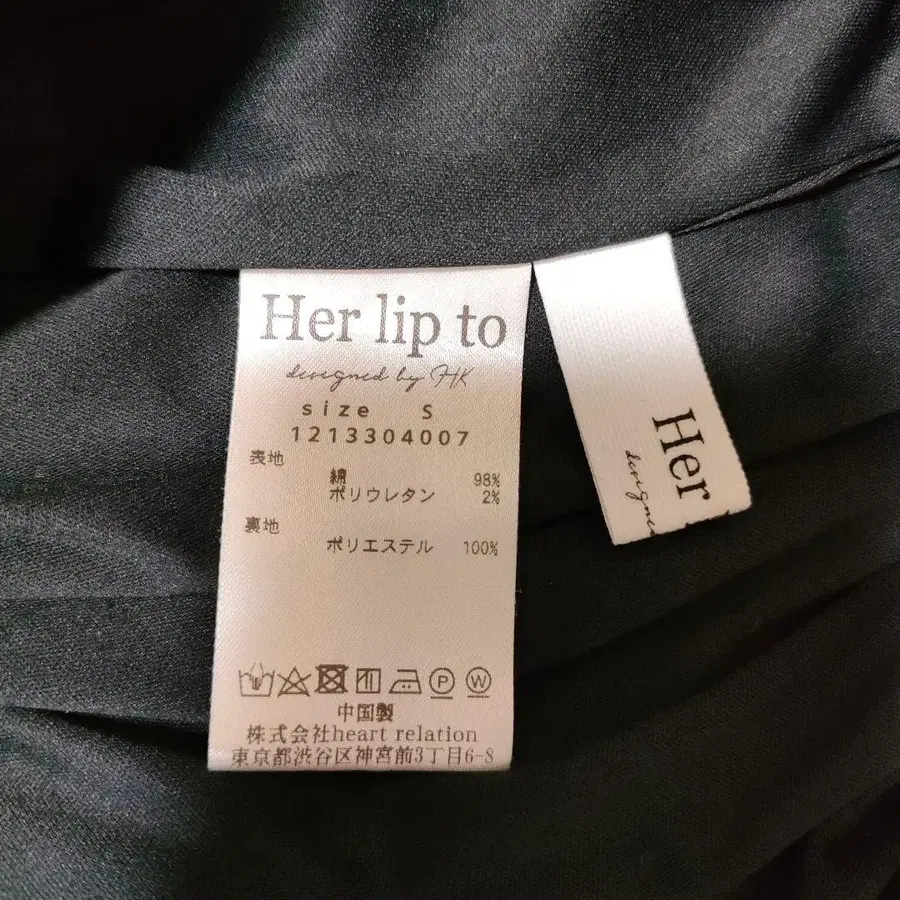 Her lip to
designed by HK
size S
1213304007
表地
綿 98%
ポリウレタン 2%
裏地
ポリエステル 100%
P W
中国製
株式会社heart relation
東京都渋谷区神宮前3丁目6-8
Her